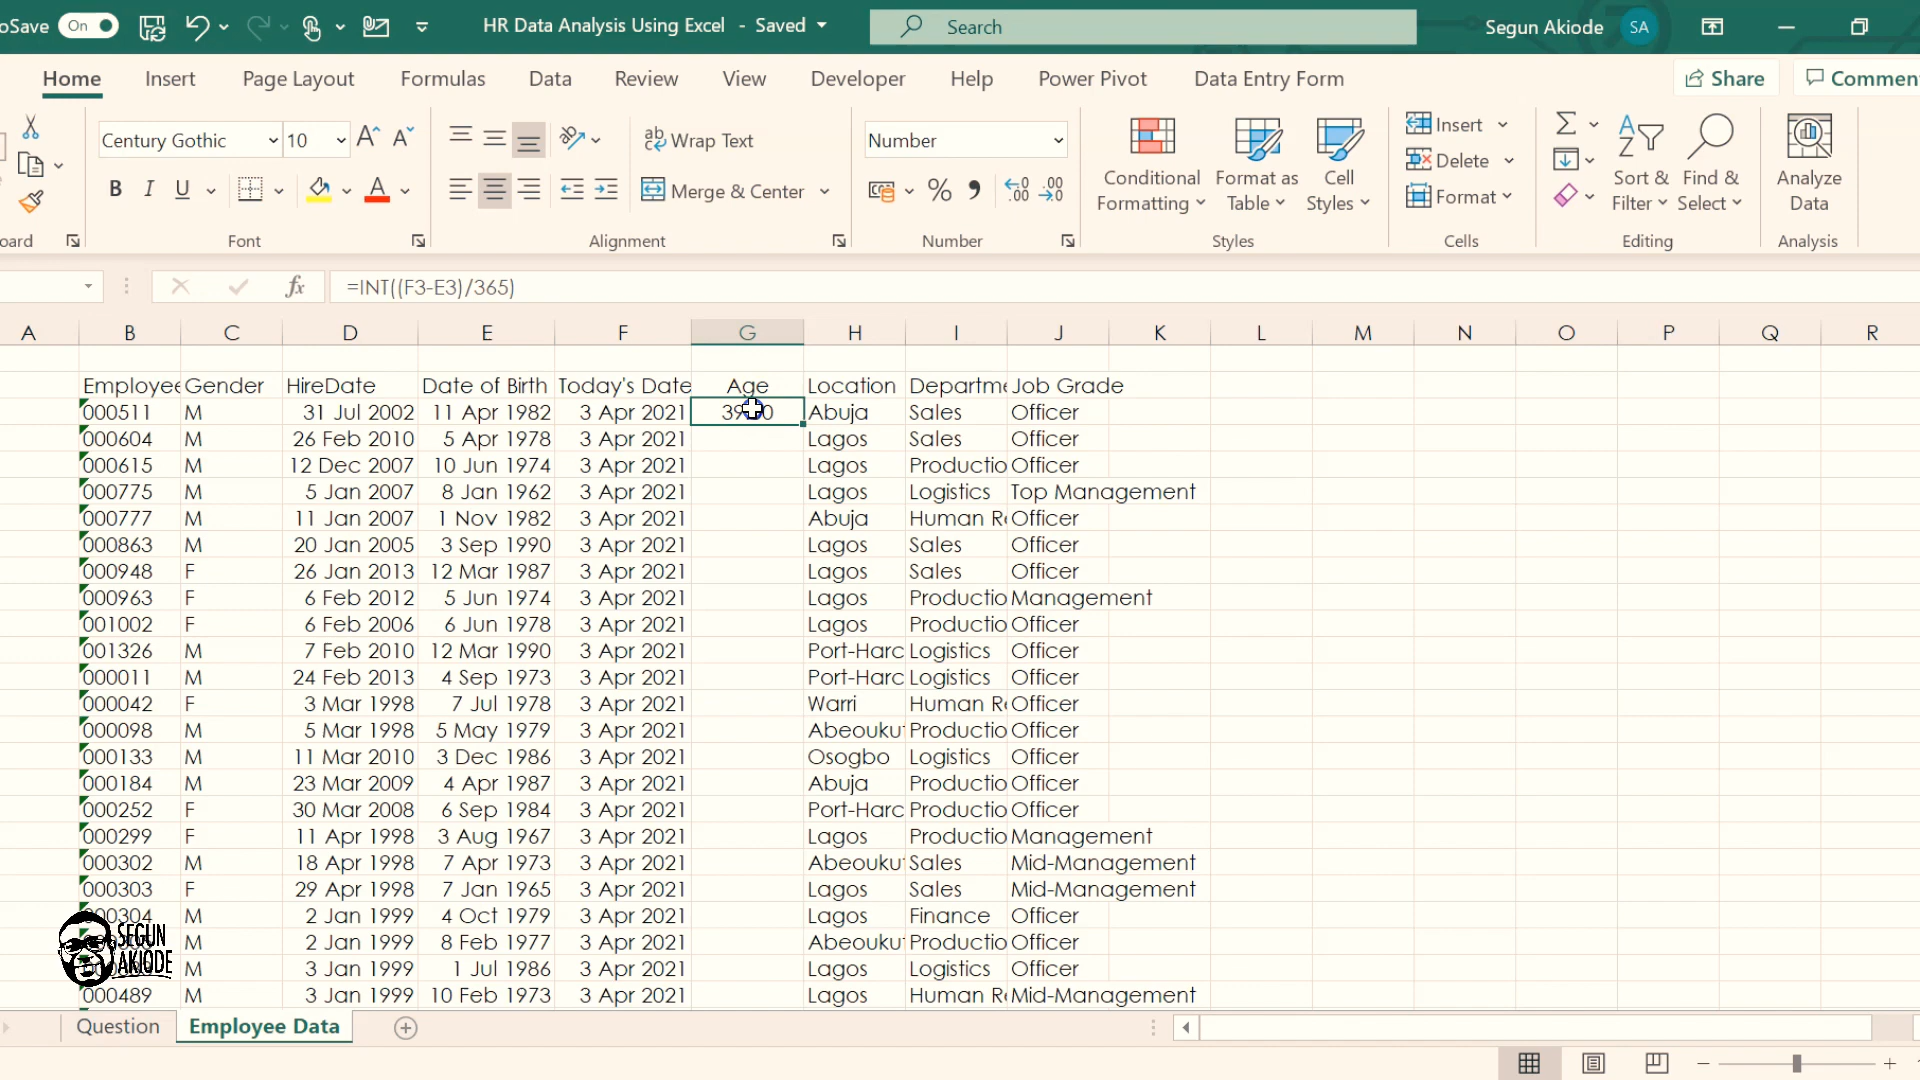 oSave On HR Data Analysis Using Excel - Saved Search Segun Akiode SA
Home Insert Page Layout Formulas Data Review View Developer Help Power Pivot Data Entry Form Share Commen
Century Gothic 10 Wrap Text Number Conditional Formatting Format as Table Cell Styles Insert Delete Format Sort & Filter Find & Select Analyze Data
B I U Merge & Center % , .00
oard Font Alignment Number Styles Cells Editing Analysis
fx =INT((F3-E3)/365)
A B C D E F G H I J K L M N O P Q R
Employee Gender HireDate Date of Birth Today's Date Age Location Departme Job Grade
000511 M 31 Jul 2002 11 Apr 1982 3 Apr 2021 Abuja Sales Officer
000604 M 26 Feb 2010 5 Apr 1978 3 Apr 2021 Lagos Sales Officer
000615 M 12 Dec 2007 10 Jun 1974 3 Apr 2021 Lagos Productio Officer
000775 M 5 Jan 2007 8 Jan 1962 3 Apr 2021 Lagos Logistics Top Management
000777 M 11 Jan 2007 1 Nov 1982 3 Apr 2021 Abuja Human Re Officer
000863 M 20 Jan 2005 3 Sep 1990 3 Apr 2021 Lagos Sales Officer
000948 F 26 Jan 2013 12 Mar 1987 3 Apr 2021 Lagos Sales Officer
000963 F 6 Feb 2012 5 Jun 1974 3 Apr 2021 Lagos Productio Management
001002 F 6 Feb 2006 6 Jun 1978 3 Apr 2021 Lagos Productio Officer
001326 M 7 Feb 2010 12 Mar 1990 3 Apr 2021 Port-Harc Logistics Officer
000011 M 24 Feb 2013 4 Sep 1973 3 Apr 2021 Port-Harc Logistics Officer
000042 F 3 Mar 1998 7 Jul 1978 3 Apr 2021 Warri Human Re Officer
000098 M 5 Mar 1998 5 May 1979 3 Apr 2021 Abeokut Productio Officer
000133 M 11 Mar 2010 3 Dec 1986 3 Apr 2021 Osogbo Logistics Officer
000184 M 23 Mar 2009 4 Apr 1987 3 Apr 2021 Abuja Productio Officer
000252 F 30 Mar 2008 6 Sep 1984 3 Apr 2021 Port-Harc Productio Officer
000299 F 11 Apr 1998 3 Aug 1967 3 Apr 2021 Lagos Productio Management
000302 M 18 Apr 1998 7 Apr 1973 3 Apr 2021 Abeoukut Sales Mid-Management
000303 F 29 Apr 1998 7 Jan 1965 3 Apr 2021 Lagos Sales Mid-Management
000304 M 2 Jan 1999 4 Oct 1979 3 Apr 2021 Lagos Finance Officer
M 2 Jan 1999 8 Feb 1977 3 Apr 2021 Abeoukut Productio Officer
M 3 Jan 1999 1 Jul 1986 3 Apr 2021 Lagos Logistics Officer
000489 M 3 Jan 1999 10 Feb 1973 3 Apr 2021 Lagos Human Re Mid-Management
SEGUN
AKIODE
Question Employee Data